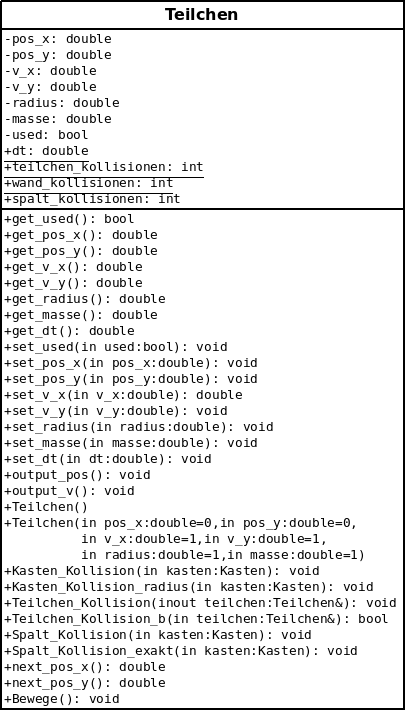 Teilchen
-pos_x: double
-pos_y: double
-v_x: double
-v_y: double
-radius: double
-masse: double
-used: bool
+dt: double
+teilchen_kollisionen: int
+wand_kollisionen: int
+spalt_kollisionen: int
+get_used(): bool
+get_pos_x(): double
+get_pos_y(): double
+get_v_x(): double
+get_v_y(): double
+get_radius(): double
+get_masse(): double
+get_dt(): double
+set_used(in used:bool): void
+set_pos_x(in pos_x:double): void
+set_pos_y(in pos_y:double): void
+set_v_x(in v_x:double): double
+set_v_y(in v_y:double): void
+set_radius(in radius:double): void
+set_masse(in masse:double): void
+set_dt(in dt:double): void
+output_pos(): void
+output_v(): void
+Teilchen()
+Teilchen(in pos_x:double=0,in pos_y:double=0,
in v_x:double=1,in v_y:double=1,
in radius:double=1,in masse:double=1)
+Kasten_Kollision(in kasten:Kasten): void
+Kasten_Kollision_radius(in kasten:Kasten): void
+Teilchen_Kollision(inout teilchen:Teilchen&): void
+Teilchen_Kollision_b(in teilchen:Teilchen&): bool
+Spalt_Kollision(in kasten:Kasten): void
+Spalt_Kollision_exakt(in kasten:Kasten): void
+next_pos_x(): double
+next_pos_y(): double
+Bewege(): void